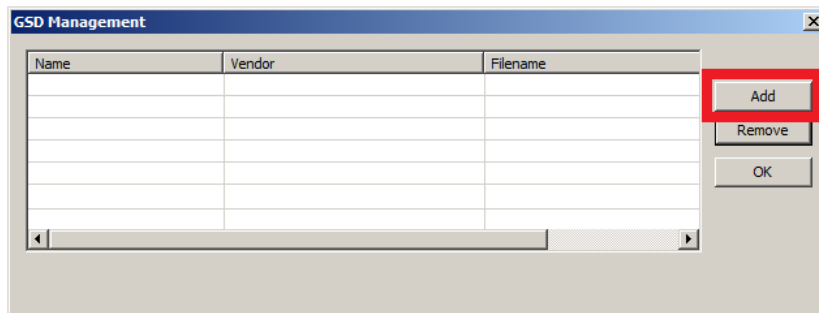 GSD Management
Name Vendor Filename
Add
Remove
OK